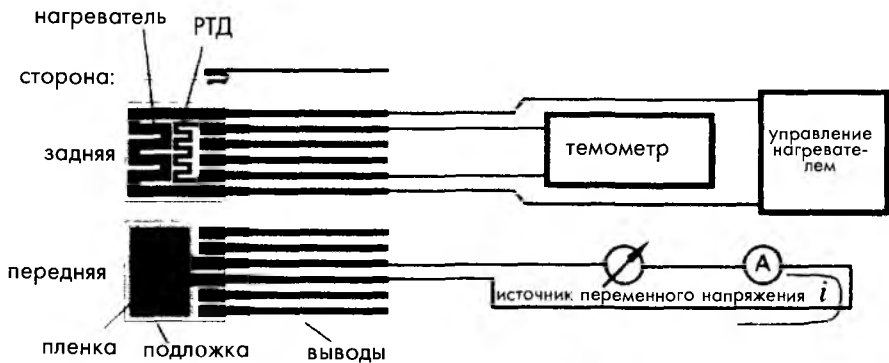 нагреватель
РТД
сторона:
задняя
темометр
управление
нагревате-
лем
передняя
A
источник переменного напряжения i
пленка
подложка
выводы